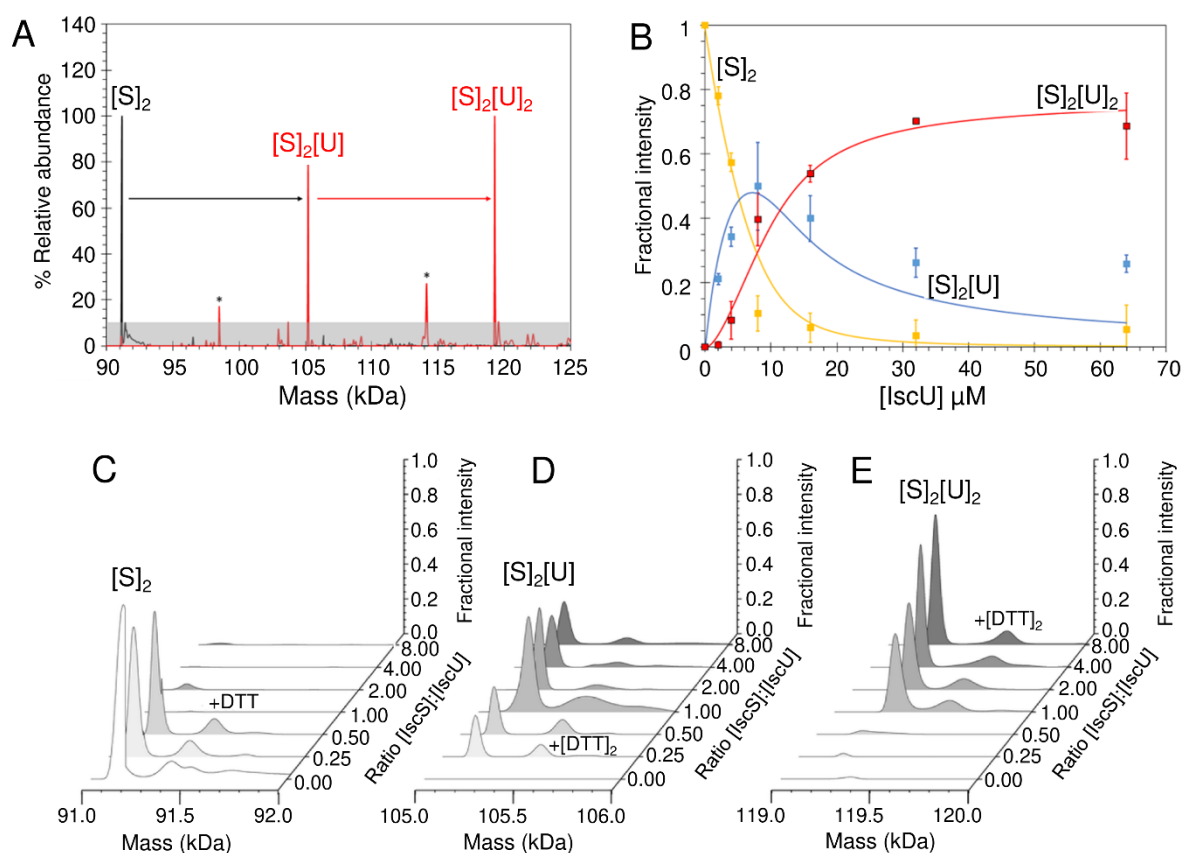 A
140
120
100
80
60
40
20
0
% Relative abundance
[S]₂
[S]₂[U]
[S]₂[U]₂
*
*
90 95 100 105 110 115 120 125
Mass (kDa)
B
1
0.8
0.6
0.4
0.2
0
Fractional intensity
[S]₂
[S]₂[U]₂
[S]₂[U]
0 10 20 30 40 50 60 70
[IscU] µM
C
[S]₂
+DTT
1.0
0.8
0.6
0.4
0.2
0.0
Fractional intensity
8.00
4.00
2.00
1.00
0.50
0.25
0.00
Ratio [IscS]:[IscU]
91.0 91.5 92.0
Mass (kDa)
D
[S]₂[U]
+[DTT]₂
1.0
0.8
0.6
0.4
0.2
0.0
Fractional intensity
8.00
4.00
2.00
1.00
0.50
0.25
0.00
Ratio [IscS]:[IscU]
105.0 105.5 106.0
Mass (kDa)
E
[S]₂[U]₂
+[DTT]₂
1.0
0.8
0.6
0.4
0.2
0.0
Fractional intensity
8.00
4.00
2.00
1.00
0.50
0.25
0.00
Ratio [IscS]:[IscU]
119.0 119.5 120.0
Mass (kDa)